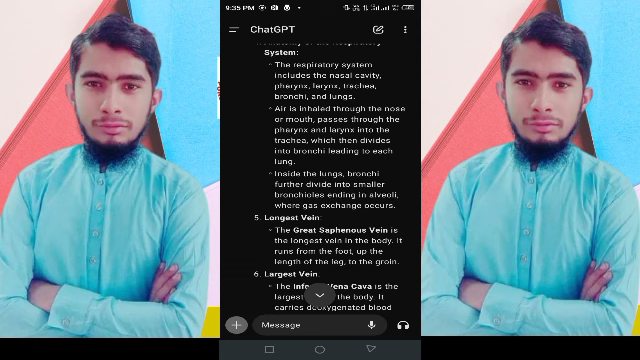 9:35 PM
ChatGPT
System:
◦ The respiratory system
includes the nasal cavity,
pharynx, larynx, trachea,
bronchi, and lungs.
◦ Air is inhaled through the nose
or mouth, passes through the
pharynx and larynx into the
trachea, which then divides
into bronchi leading to each
lung.
◦ Inside the lungs, bronchi
further divide into smaller
bronchioles ending in alveoli,
where gas exchange occurs.
5. Longest Vein:
◦ The Great Saphenous Vein is
the longest vein in the body. It
runs from the foot, up the
length of the leg, to the groin.
6. Largest Vein:
◦ The Vena Cava is the
largest the body. It
carries deoxygenated blood
Message